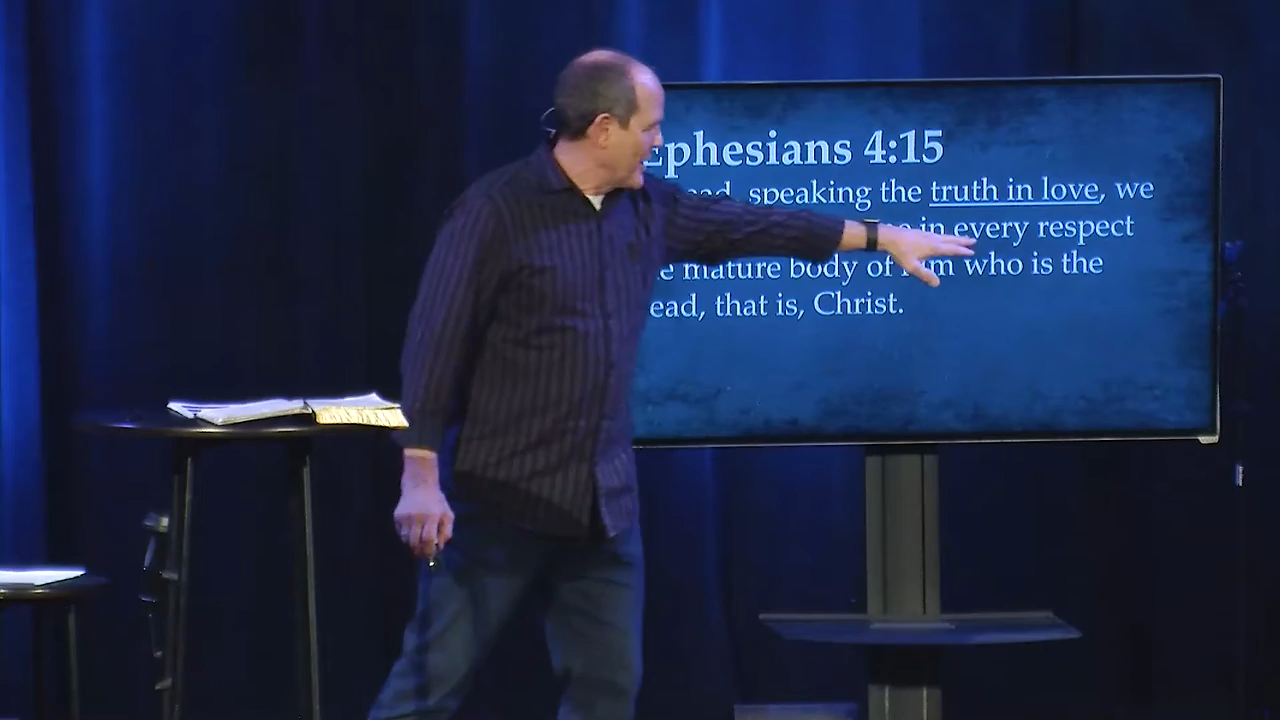 Ephesians 4:15
speaking the truth in love, we
in every respect
mature body of him who is the
that is, Christ.